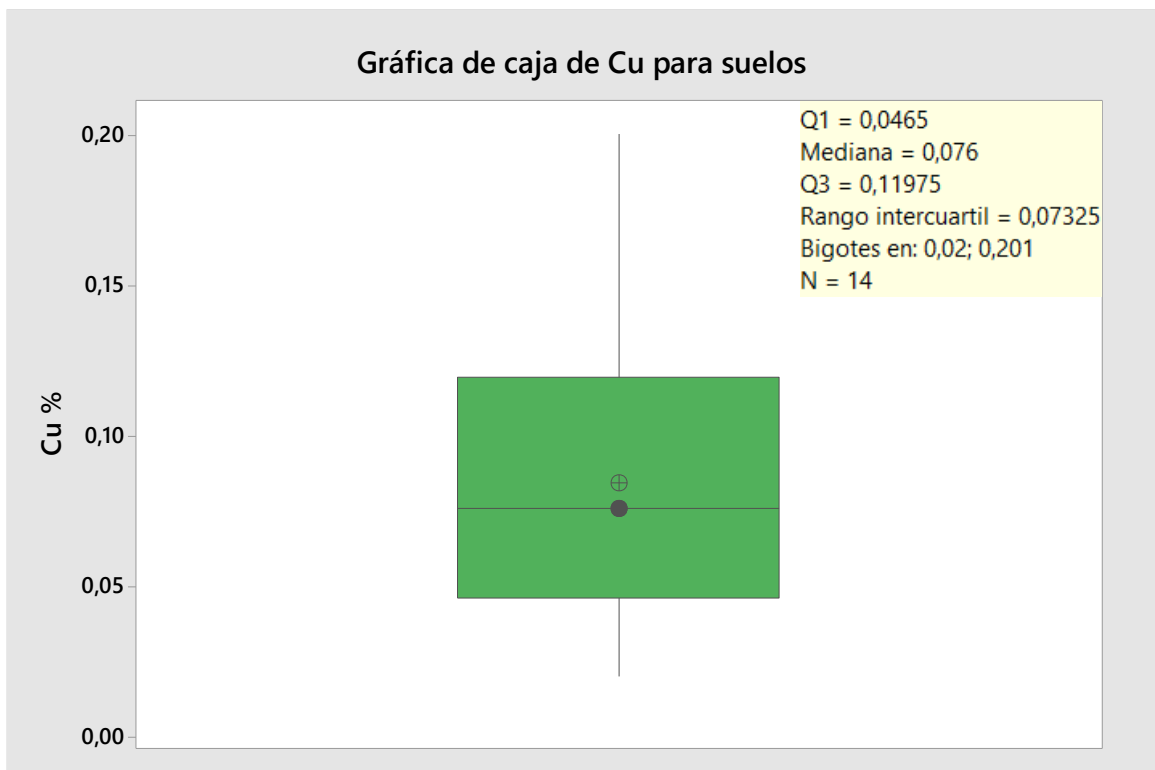 Gráfica de caja de Cu para suelos
Q1 = 0,0465
Mediana = 0,076
Q3 = 0,11975
Rango intercuartil = 0,07325
Bigotes en: 0,02; 0,201
N = 14
0,20
0,15
0,10
0,05
0,00
Cu %